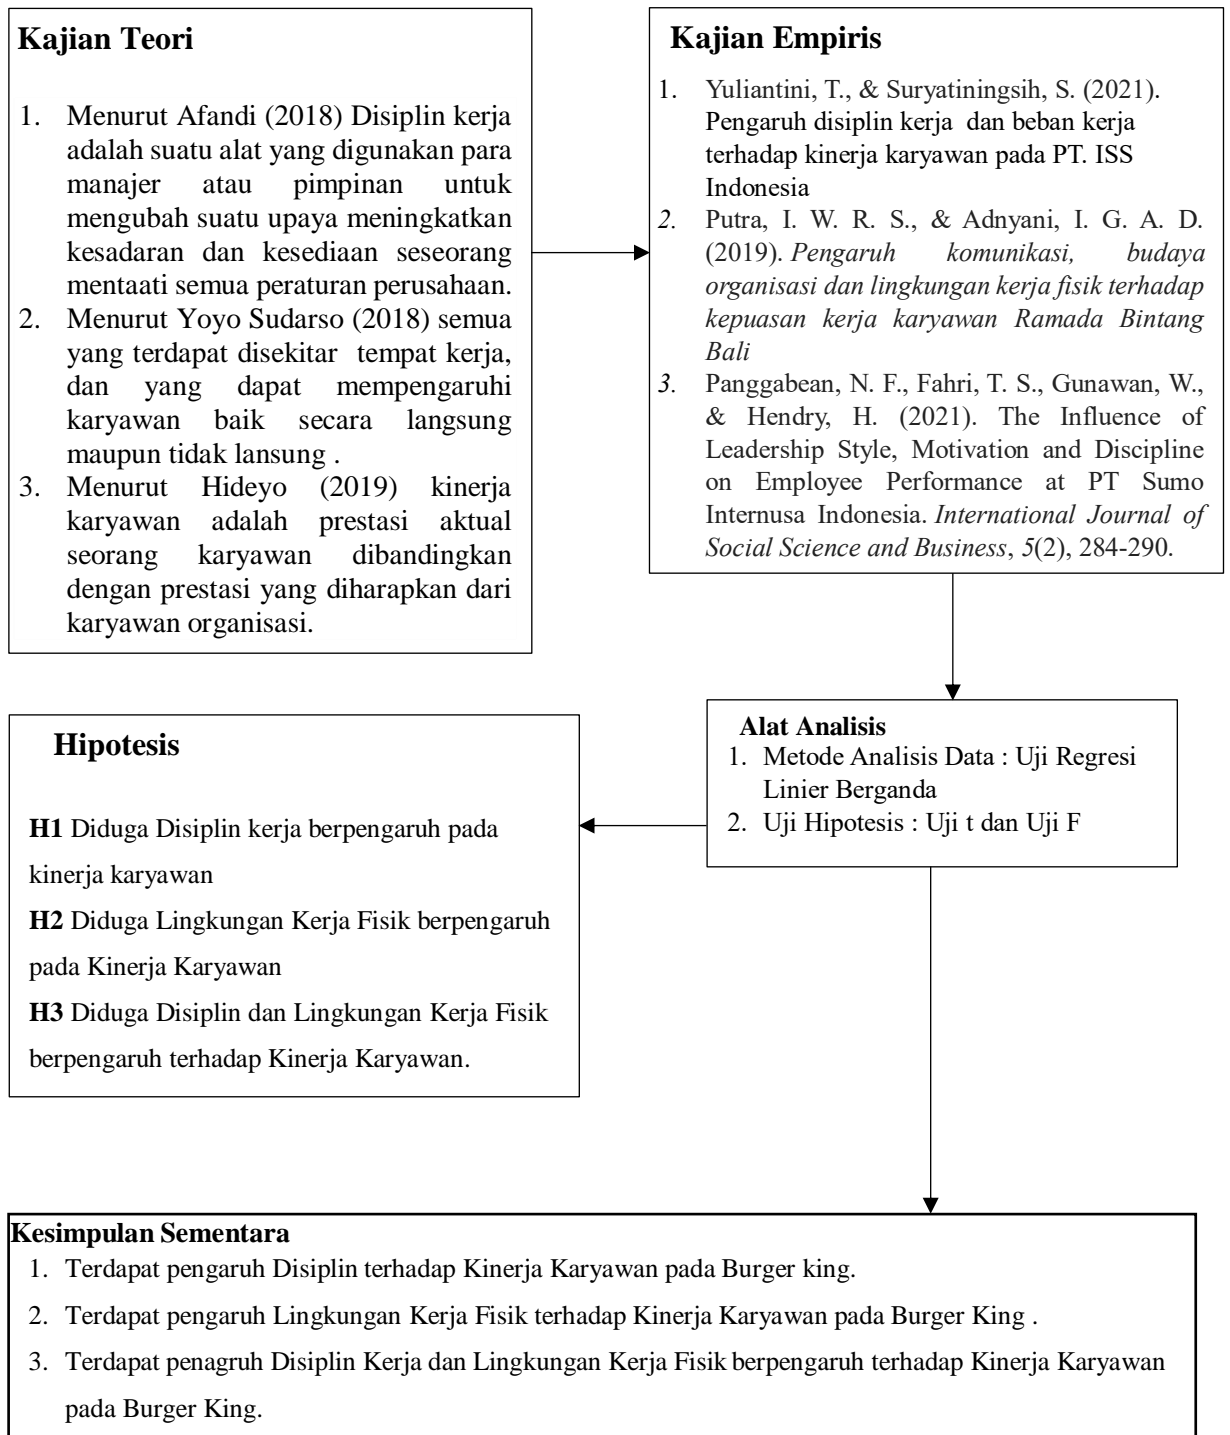 Kajian Teori
1. Menurut Afandi (2018) Disiplin kerja
adalah suatu alat yang digunakan para
manajer atau pimpinan untuk
mengubah suatu upaya meningkatkan
kesadaran dan kesediaan seseorang
mentaati semua peraturan perusahaan.
2. Menurut Yoyo Sudarso (2018) semua
yang terdapat disekitar tempat kerja,
dan yang dapat mempengaruhi
karyawan baik secara langsung
maupun tidak lansung .
3. Menurut Hideyo (2019) kinerja
karyawan adalah prestasi aktual
seorang karyawan dibandingkan
dengan prestasi yang diharapkan dari
karyawan organisasi.
Kajian Empiris
1. Yuliantini, T., & Suryatiningsih, S. (2021).
Pengaruh disiplin kerja dan beban kerja
terhadap kinerja karyawan pada PT. ISS
Indonesia
2. Putra, I. W. R. S., & Adnyani, I. G. A. D.
(2019). Pengaruh komunikasi, budaya
organisasi dan lingkungan kerja fisik terhadap
kepuasan kerja karyawan Ramada Bintang
Bali
3. Panggabean, N. F., Fahri, T. S., Gunawan, W.,
& Hendry, H. (2021). The Influence of
Leadership Style, Motivation and Discipline
on Employee Performance at PT Sumo
Internusa Indonesia. International Journal of
Social Science and Business, 5(2), 284-290.
Alat Analisis
1. Metode Analisis Data : Uji Regresi
Linier Berganda
2. Uji Hipotesis : Uji t dan Uji F
Hipotesis
H1 Diduga Disiplin kerja berpengaruh pada
kinerja karyawan
H2 Diduga Lingkungan Kerja Fisik berpengaruh
pada Kinerja Karyawan
H3 Diduga Disiplin dan Lingkungan Kerja Fisik
berpengaruh terhadap Kinerja Karyawan.
Kesimpulan Sementara
1. Terdapat pengaruh Disiplin terhadap Kinerja Karyawan pada Burger king.
2. Terdapat pengaruh Lingkungan Kerja Fisik terhadap Kinerja Karyawan pada Burger King .
3. Terdapat penagruh Disiplin Kerja dan Lingkungan Kerja Fisik berpengaruh terhadap Kinerja Karyawan
pada Burger King.